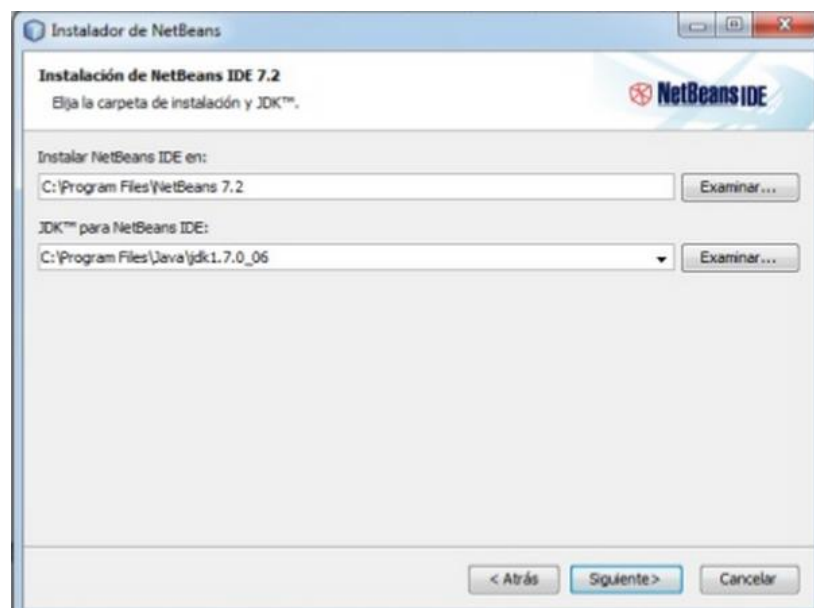 Instalador de NetBeans
Instalación de NetBeans IDE 7.2
Elija la carpeta de instalación y JDK™.
NetBeans IDE
Instalar NetBeans IDE en:
C:\Program Files\NetBeans 7.2
Examinar...
JDK™ para NetBeans IDE:
C:\Program Files\Java\jdk1.7.0_06
Examinar...
< Atrás
Siguiente >
Cancelar